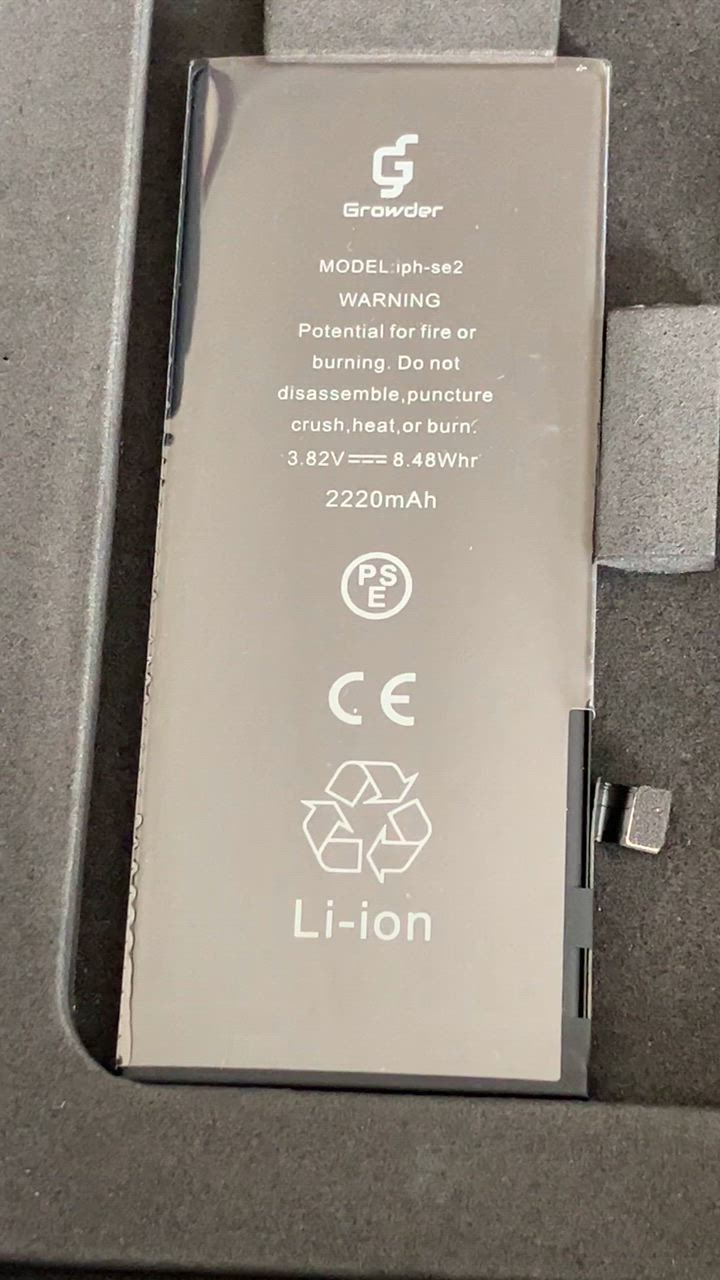 Growder
MODEL:iph-se2
WARNING
Potential for fire or
burning. Do not
disassemble,puncture
crush,heat,or burn.
3.82V⎓8.48Whr
2220mAh
PS
E
CE
Li-ion